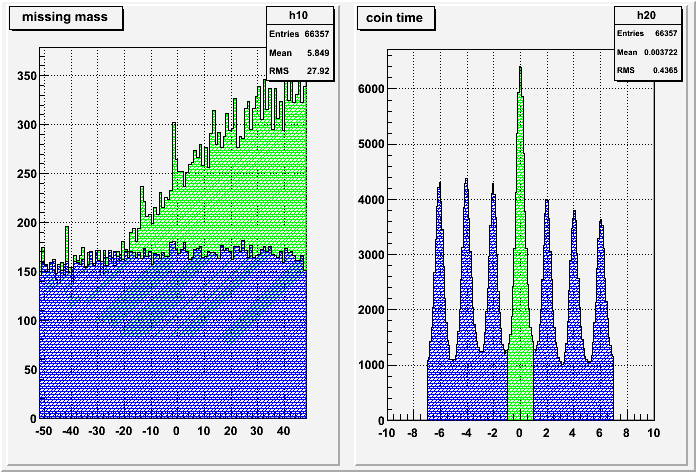 missing mass
h10
Entries 66357
Mean 5.849
RMS 27.92
350
300
250
200
150
100
50
0
-50 -40 -30 -20 -10 0 10 20 30 40
coin time
h20
Entries 66357
Mean 0.003722
RMS 0.4365
6000
5000
4000
3000
2000
1000
0
-10 -8 -6 -4 -2 0 2 4 6 8 10